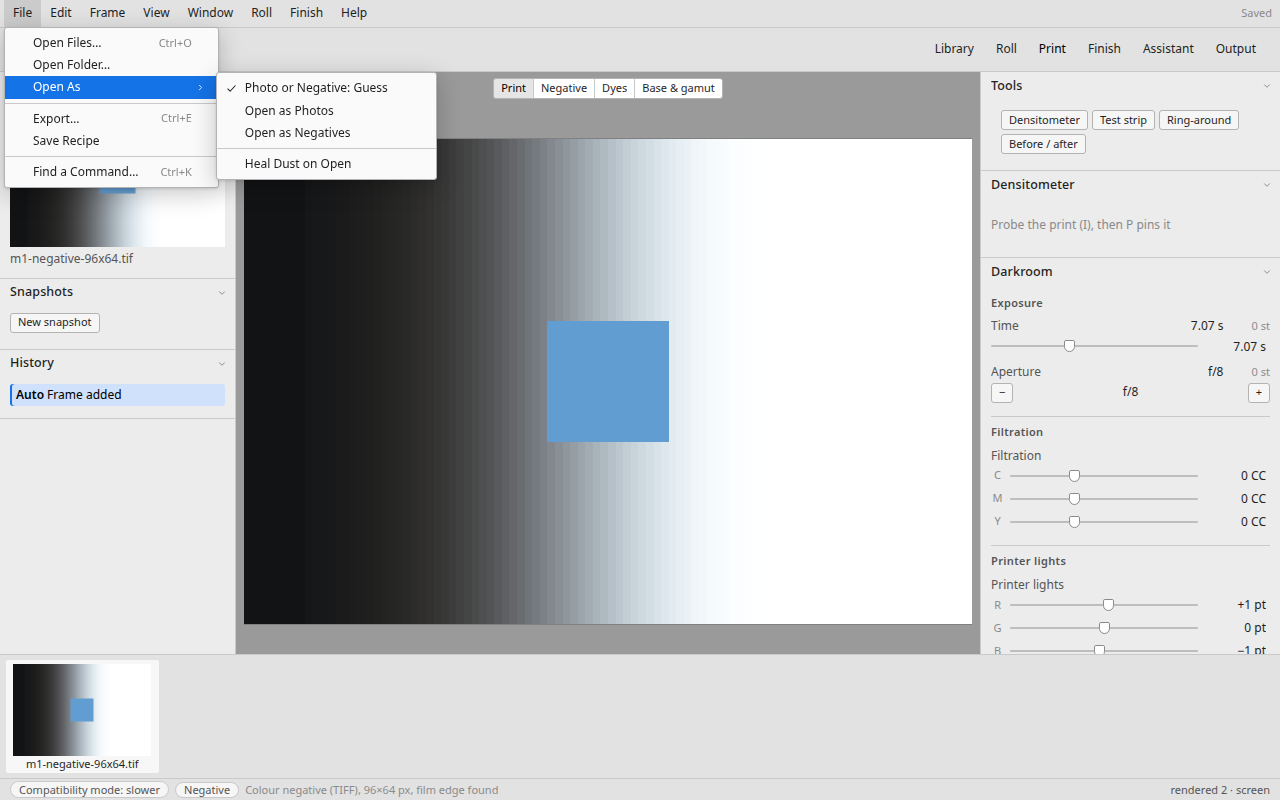 File Edit Frame View Window Roll Finish Help Saved
Open Files... Ctrl+O
Open Folder...
Open As
Export... Ctrl+E
Save Recipe
Find a Command... Ctrl+K
Photo or Negative: Guess
Open as Photos
Open as Negatives
Heal Dust on Open
Library Roll Print Finish Assistant Output
Print Negative Dyes Base & gamut
m1-negative-96x64.tif
Snapshots
New snapshot
History
Auto Frame added
Tools
Densitometer Test strip Ring-around
Before / after
Densitometer
Probe the print (I), then P pins it
Darkroom
Exposure
Time 7.07 s 0 st
7.07 s
Aperture f/8 0 st
− f/8 +
Filtration
Filtration
C 0 CC
M 0 CC
Y 0 CC
Printer lights
Printer lights
R +1 pt
G 0 pt
B −1 pt
m1-negative-96x64.tif
Compatibility mode: slower Negative Colour negative (TIFF), 96×64 px, film edge found rendered 2 · screen